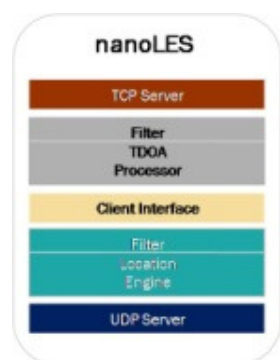 nanoLES
TCP Server
Filter
TDOA
Processor
Client Interface
Filter
Location
Engine
UDP Server